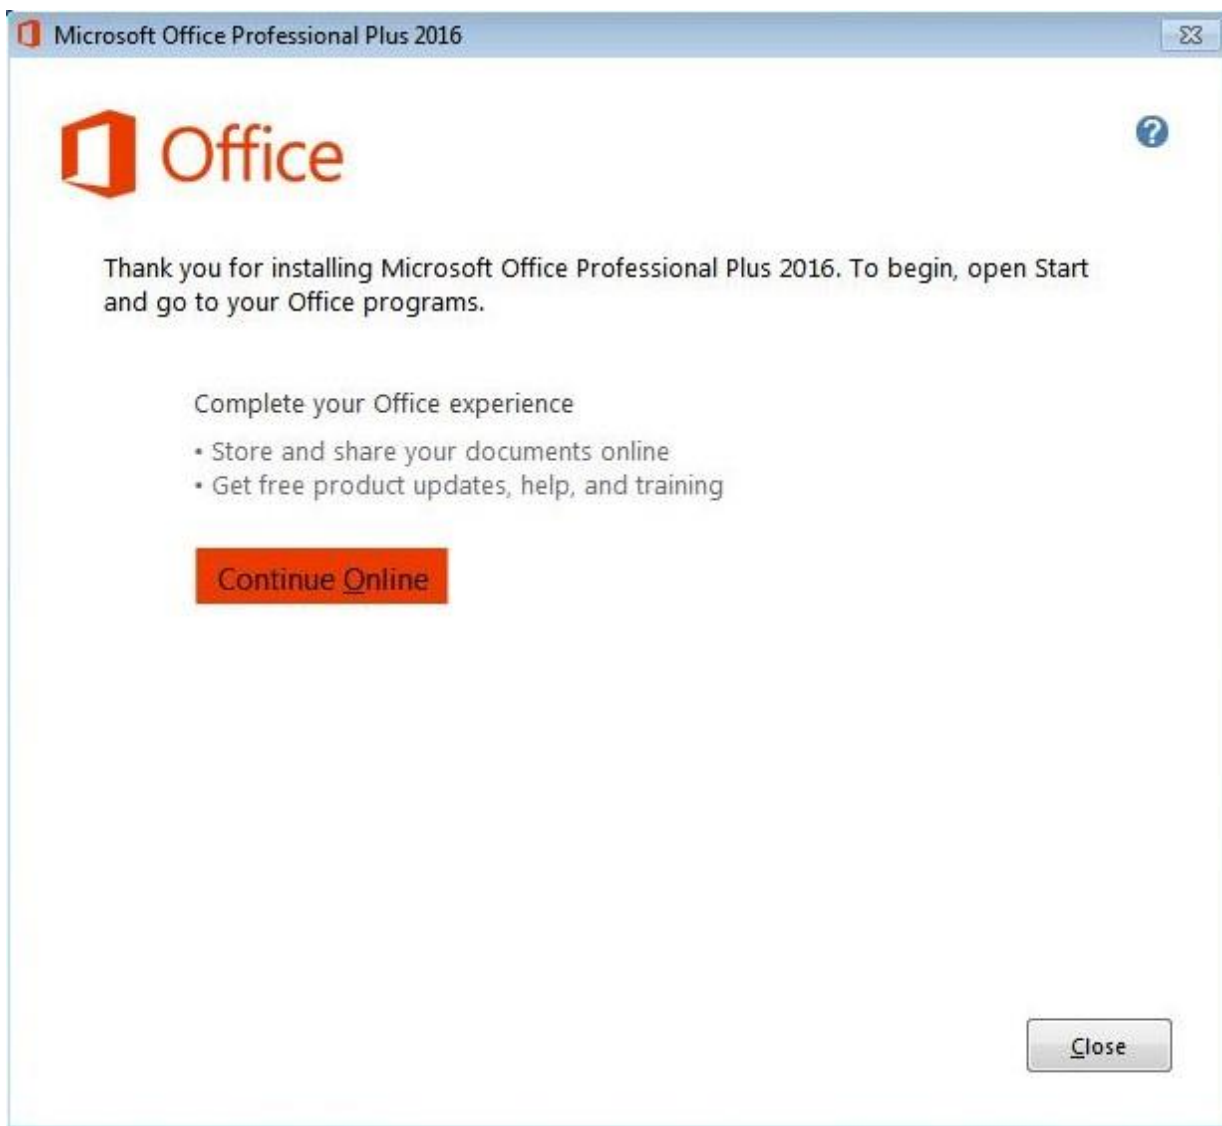 Microsoft Office Professional Plus 2016
Office
?
Thank you for installing Microsoft Office Professional Plus 2016. To begin, open Start
and go to your Office programs.
Complete your Office experience
• Store and share your documents online
• Get free product updates, help, and training
Continue Online
Close